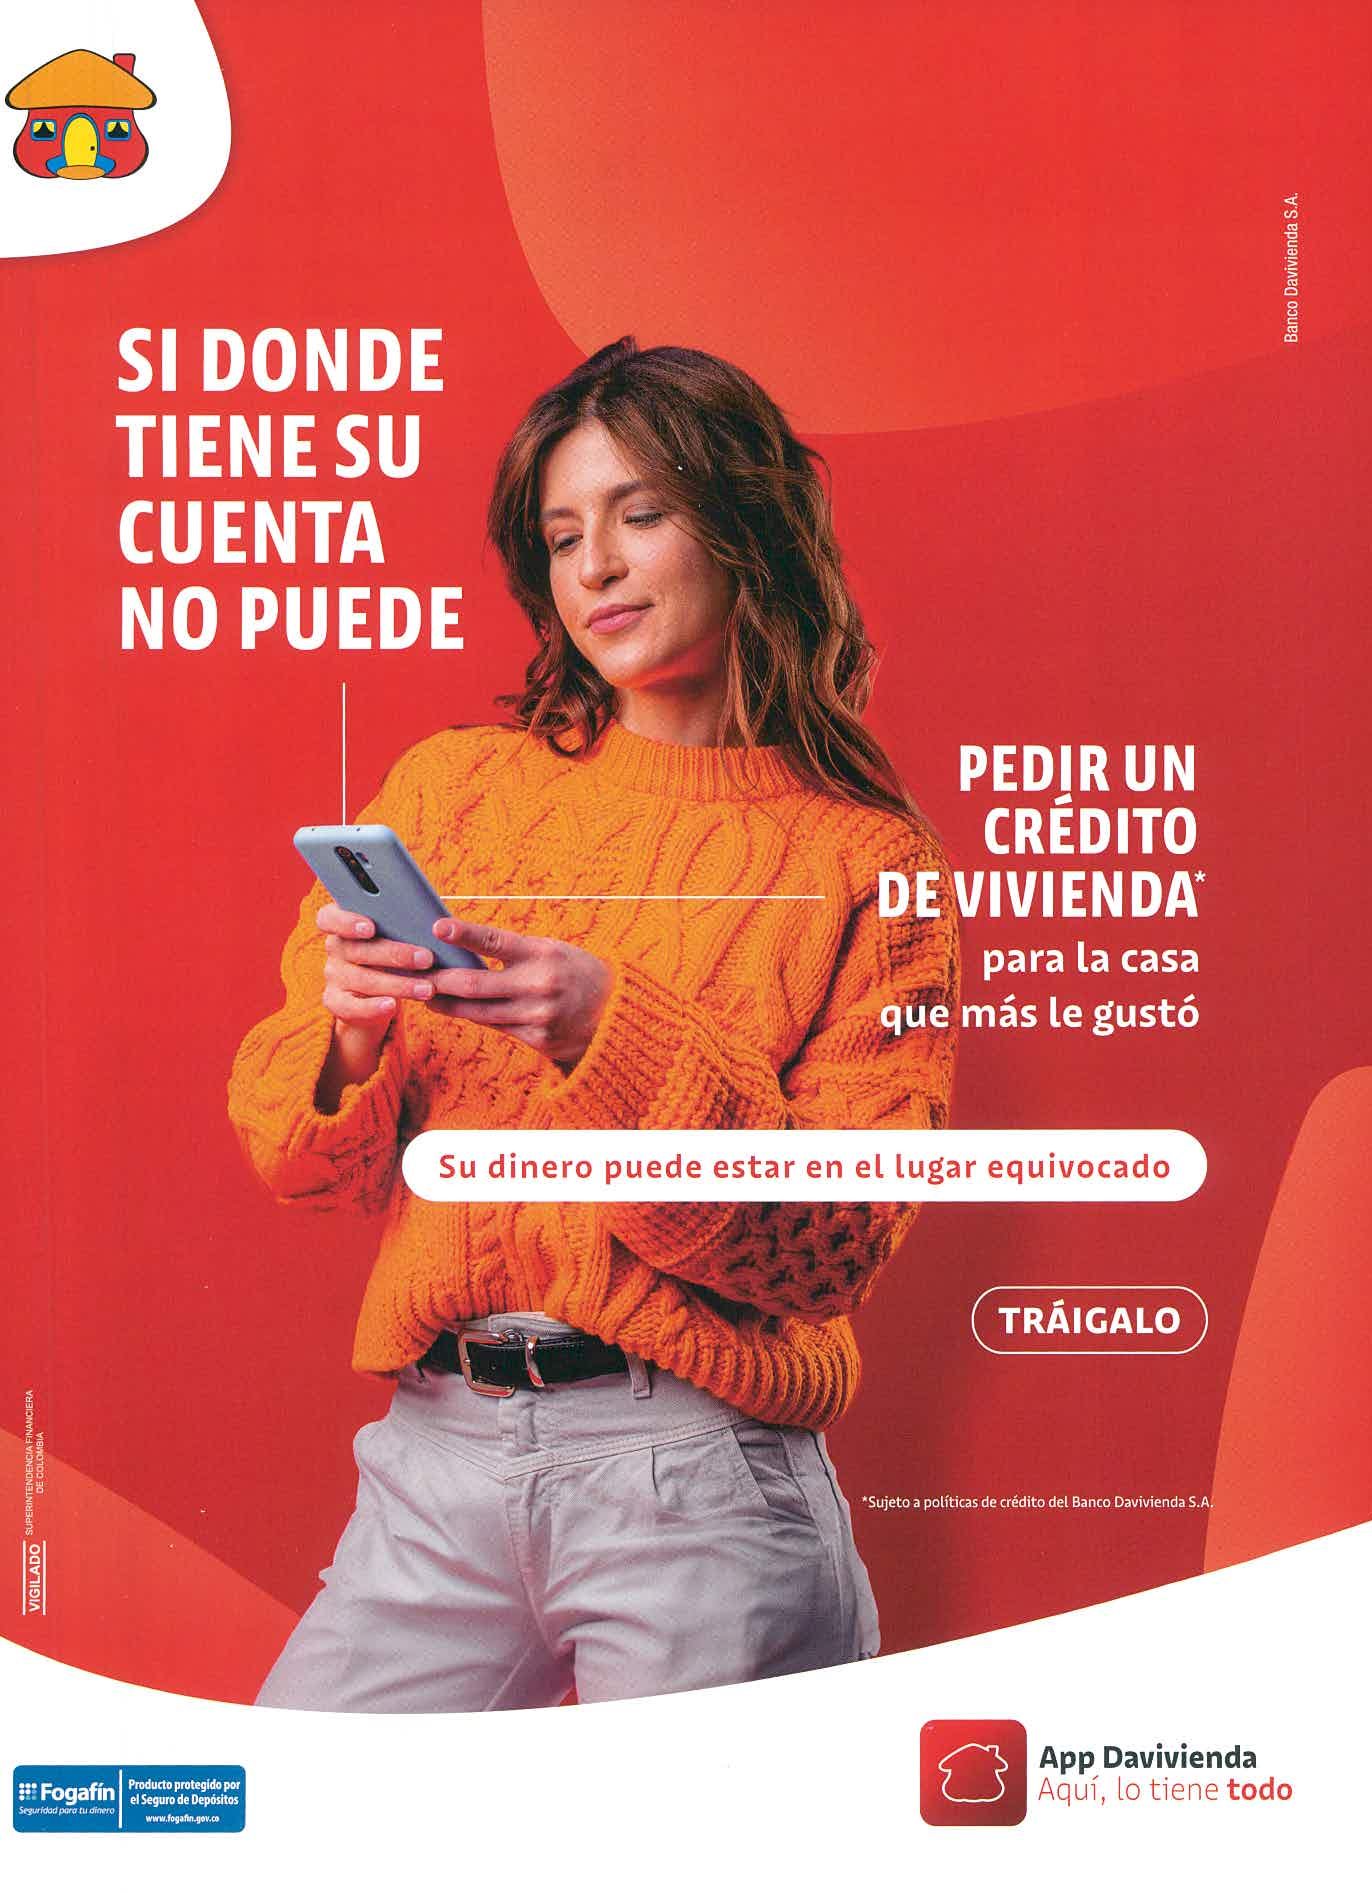 Banco Davivienda S.A.
SI DONDE
TIENE SU
CUENTA
NO PUEDE
PEDIR UN
CRÉDITO
DE VIVIENDA*
para la casa
que más le gustó
Su dinero puede estar en el lugar equivocado
TRÁIGALO
*Sujeto a políticas de crédito del Banco Davivienda S.A.
VIGILADO
SUPERINTENDENCIA FINANCIERA
DE COLOMBIA
Fogafín
Seguridad para tu dinero
Producto protegido por
el Seguro de Depósitos
www.fogafin.gov.co
App Davivienda
Aquí, lo tiene todo